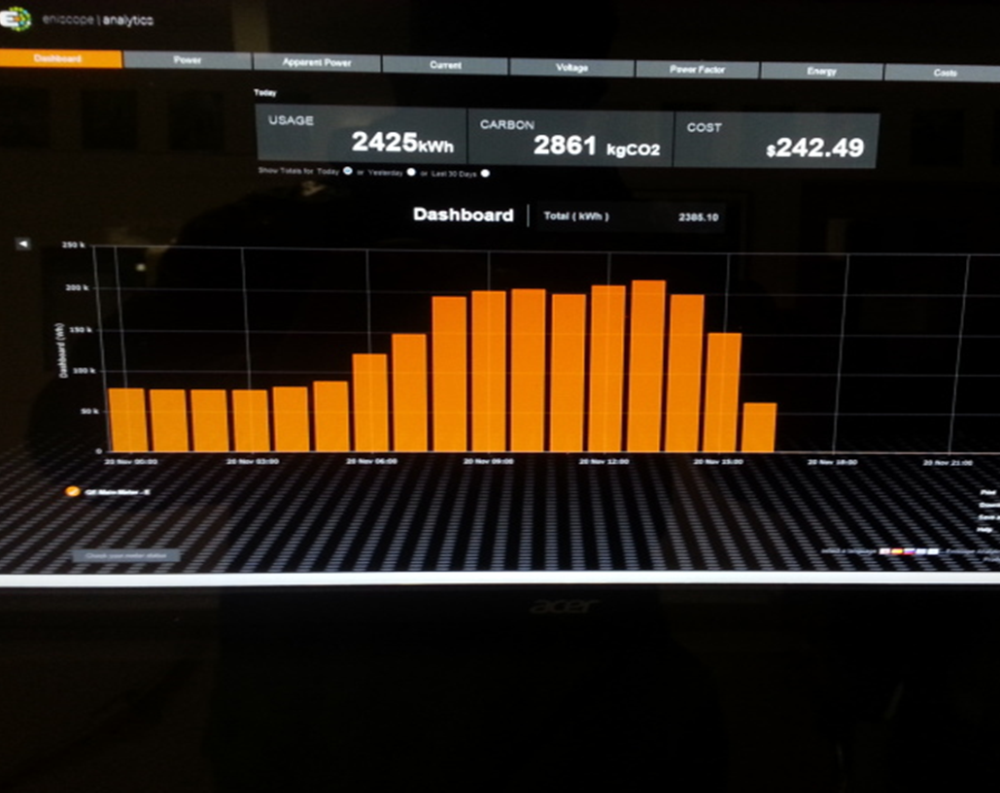 eniscope | analytics
Dashboard Power Apparent Power Current Voltage Power Factor Energy Costs
Today
USAGE CARBON COST
2425kWh 2861 kgCO2 $242.49
Show Totals for Today or Yesterday or Last 30 Days
Dashboard Total ( kWh ) 2385.10
250 k
200 k
150 k
100 k
50 k
0
Dashboard (Wh)
20 Nov 00:00 20 Nov 03:00 20 Nov 06:00 20 Nov 09:00 20 Nov 12:00 20 Nov 15:00 20 Nov 18:00 20 Nov 21:00
Print
Help
Check your meter status
Select a language
acer